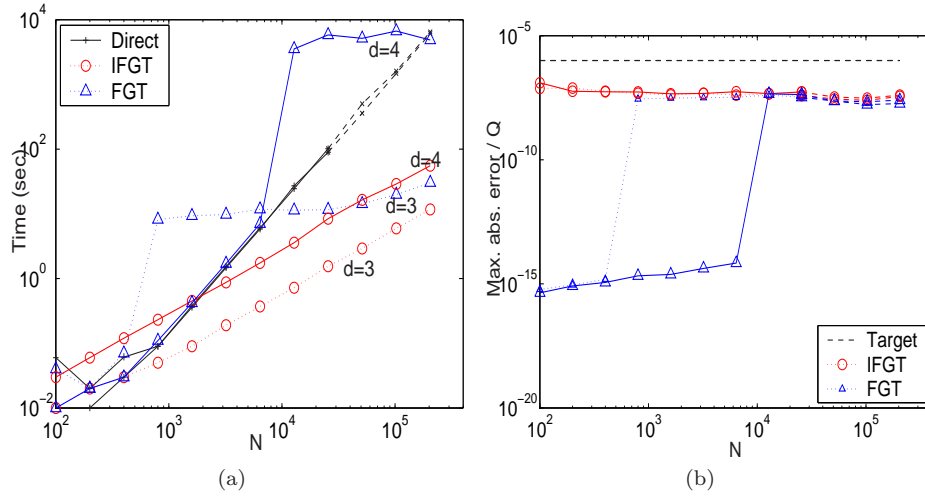 10^4
10^2
10^0
10^-2
Time (sec)
Direct
IFGT
FGT
d=4
d=4
d=3
d=3
10^2
10^3
10^4
10^5
N
(a)
10^-5
10^-10
10^-15
10^-20
Max. abs. error / Q
Target
IFGT
FGT
10^2
10^3
10^4
10^5
N
(b)